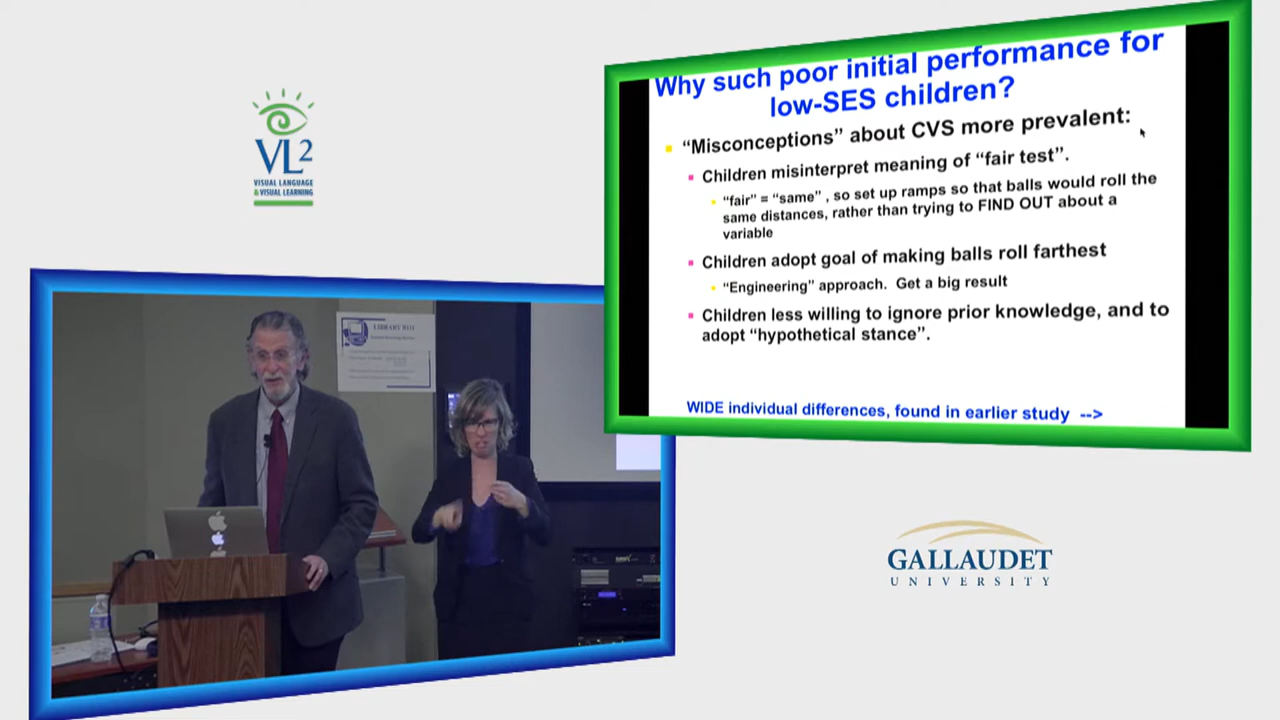 VL2
VISUAL LANGUAGE
& VISUAL LEARNING
Why such poor initial performance for
low-SES children?
“Misconceptions” about CVS more prevalent:
Children misinterpret meaning of “fair test”.
“fair” = “same” , so set up ramps so that balls would roll the
same distances, rather than trying to FIND OUT about a
variable
Children adopt goal of making balls roll farthest
“Engineering” approach. Get a big result
Children less willing to ignore prior knowledge, and to
adopt “hypothetical stance”.
WIDE individual differences, found in earlier study -->
LIBRARY B111
GALLAUDET
UNIVERSITY